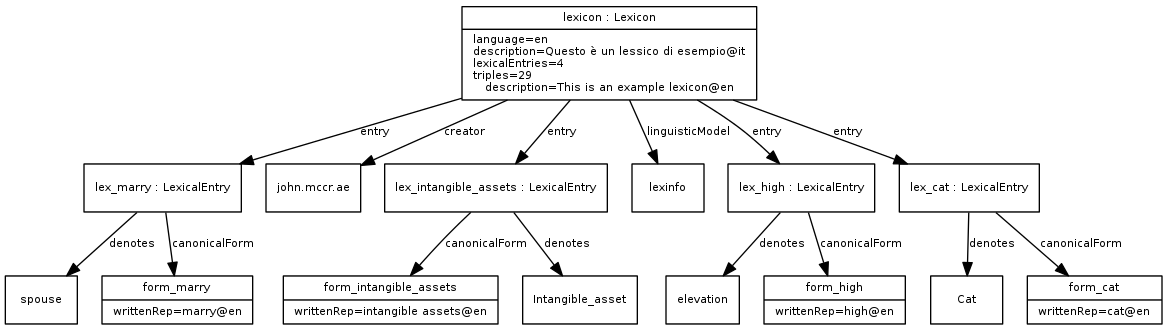 lexicon : Lexicon
language=en
description=Questo è un lessico di esempio@it
lexicalEntries=4
triples=29
description=This is an example lexicon@en
entry
creator
entry
linguisticModel
entry
entry
lex_marry : LexicalEntry
john.mccr.ae
lex_intangible_assets : LexicalEntry
lexinfo
lex_high : LexicalEntry
lex_cat : LexicalEntry
denotes
canonicalForm
canonicalForm
denotes
denotes
canonicalForm
denotes
canonicalForm
spouse
form_marry
writtenRep=marry@en
form_intangible_assets
writtenRep=intangible assets@en
Intangible_asset
elevation
form_high
writtenRep=high@en
Cat
form_cat
writtenRep=cat@en